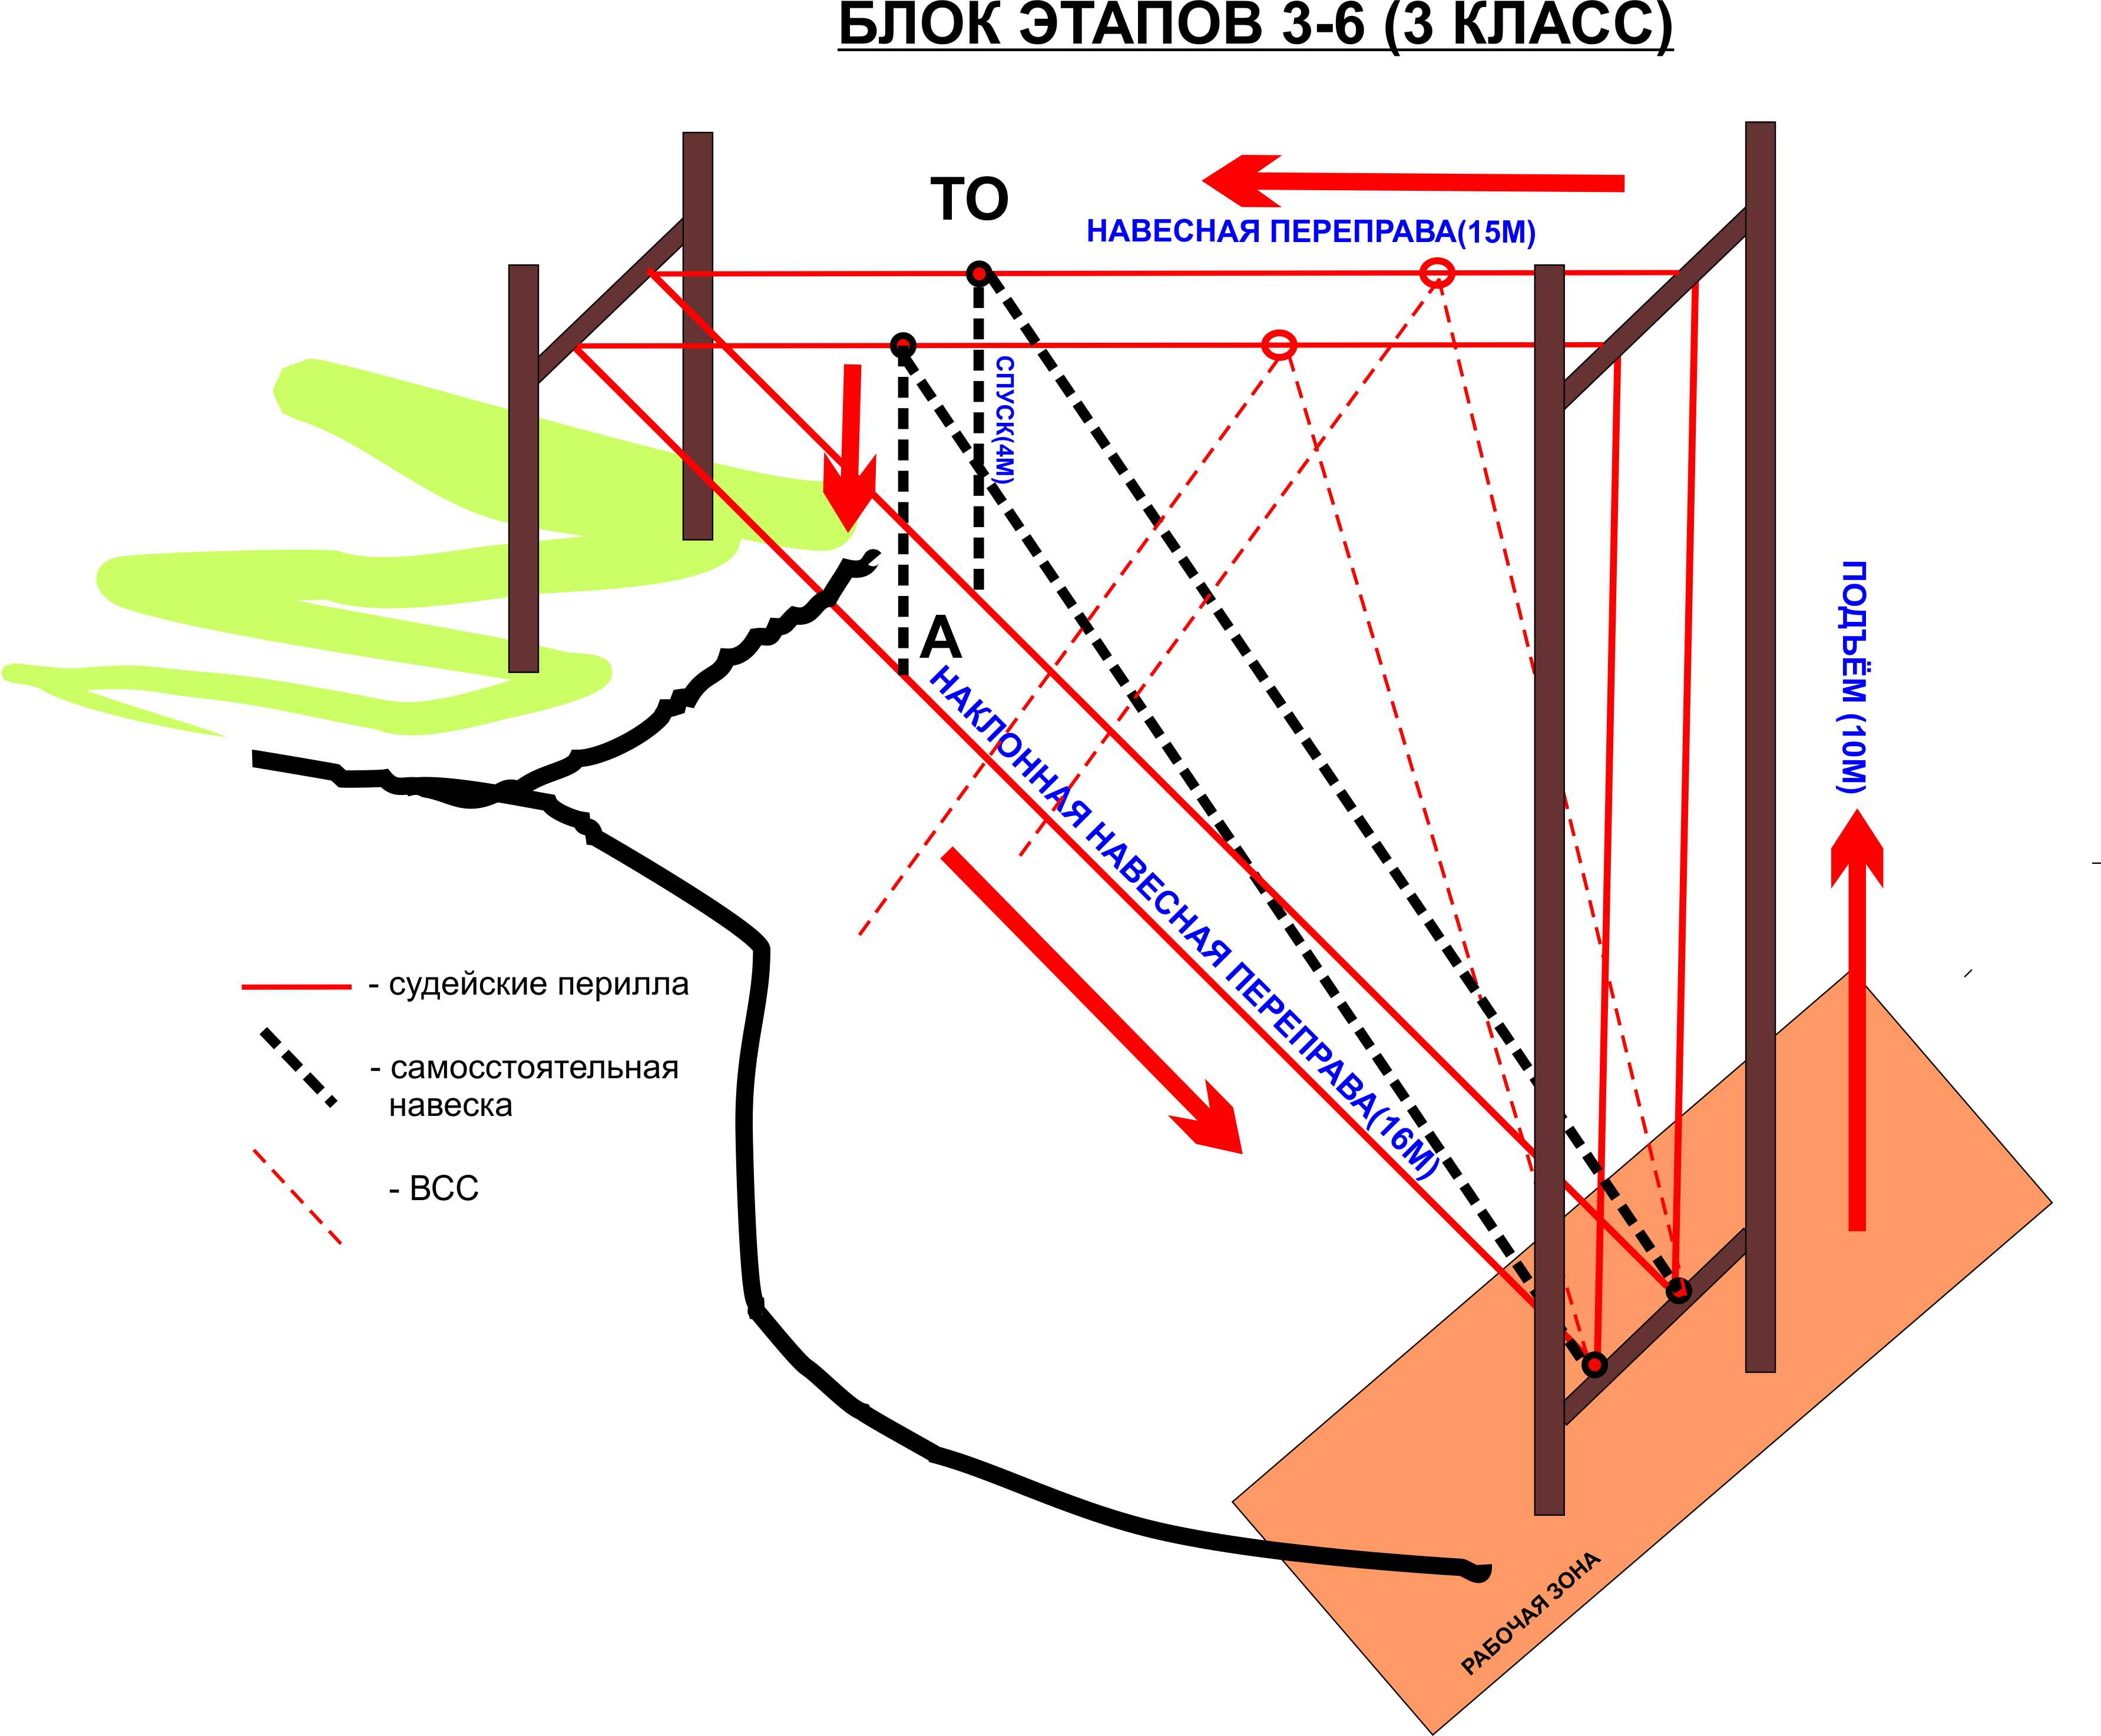 БЛОК ЭТАПОВ 3-6 (3 КЛАСС)
ТО
НАВЕСНАЯ ПЕРЕПРАВА(15М)
СПУСК(4М)
А
НАКЛОННАЯ НАВЕСНАЯ ПЕРЕПРАВА(16М)
ПОДЪЁМ (10М)
- судейские перилла
- самосстоятельная
навеска
- ВСС
РАБОЧАЯ ЗОНА